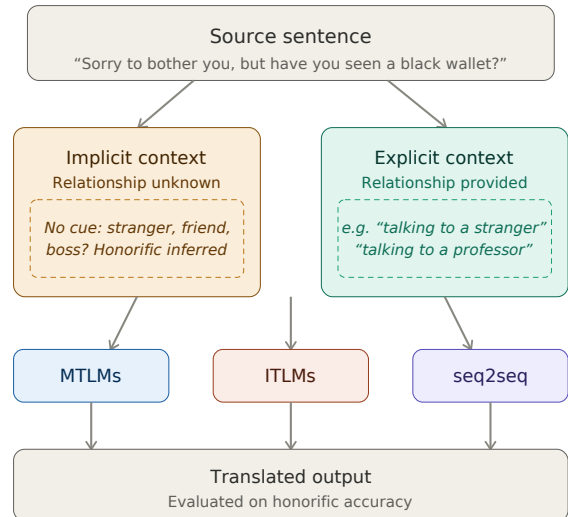 Source sentence
“Sorry to bother you, but have you seen a black wallet?”
Implicit context
Relationship unknown
No cue: stranger, friend,
boss? Honorific inferred
Explicit context
Relationship provided
e.g. “talking to a stranger”
“talking to a professor”
MTLMs
ITLMs
seq2seq
Translated output
Evaluated on honorific accuracy